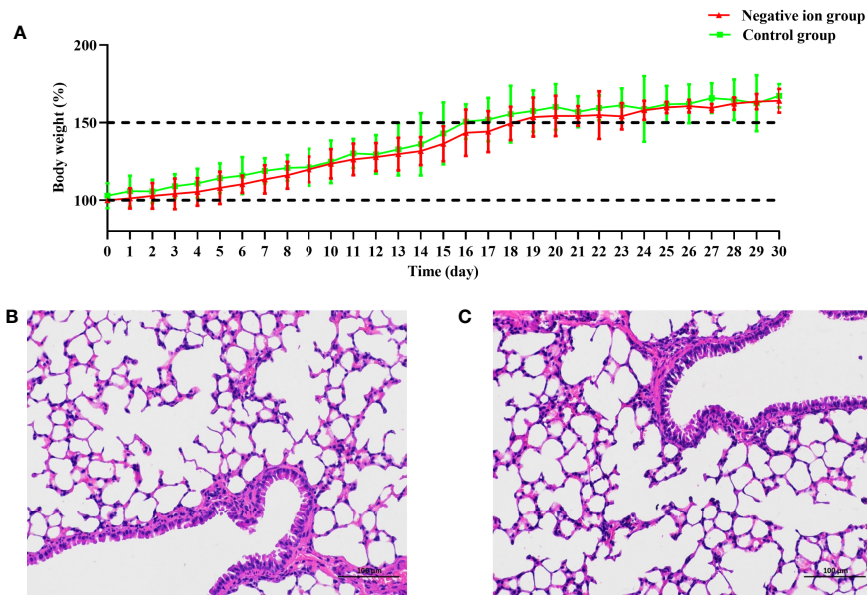 Negative ion group
Control group
A
200
150
100
Body weight (%)
0 1 2 3 4 5 6 7 8 9 10 11 12 13 14 15 16 17 18 19 20 21 22 23 24 25 26 27 28 29 30
Time (day)
B
C
100 μm
100 μm